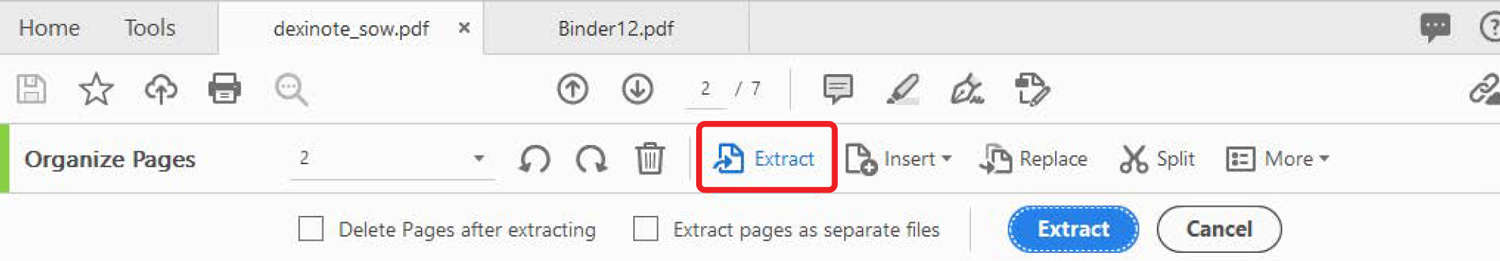 Home Tools dexinote_sow.pdf × Binder12.pdf
2 / 7
Organize Pages 2 Extract Insert Replace Split More
Delete Pages after extracting Extract pages as separate files Extract Cancel